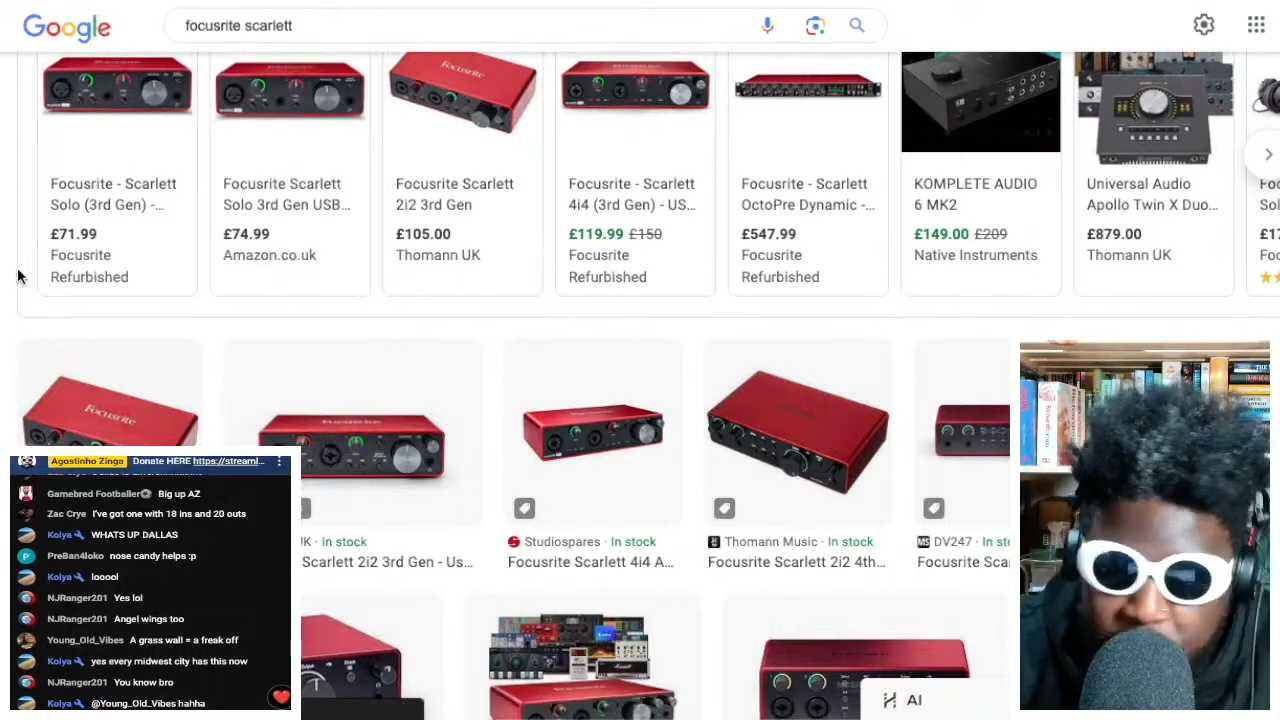 Google
focusrite scarlett
Focusrite - Scarlett
Solo (3rd Gen) -...
£71.99
Focusrite
Refurbished
Focusrite Scarlett
Solo 3rd Gen USB...
£74.99
Amazon.co.uk
Focusrite Scarlett
2i2 3rd Gen
£105.00
Thomann UK
Focusrite - Scarlett
4i4 (3rd Gen) - US...
£119.99 £150
Focusrite
Refurbished
Focusrite - Scarlett
OctoPre Dynamic -...
£547.99
Focusrite
Refurbished
KOMPLETE AUDIO
6 MK2
£149.00 £209
Native Instruments
Universal Audio
Apollo Twin X Duo...
£879.00
Thomann UK
Focusrite
In stock
Scarlett 2i2 3rd Gen - Us...
Studiospares · In stock
Focusrite Scarlett 4i4 A...
Thomann Music · In stock
Focusrite Scarlett 2i2 4th...
DV247 · In sto
Focusrite Sca
Agostinho Zinga Donate HERE https://streaml...
Gamebred Footballer Big up AZ
Zac Crye I've got one with 18 ins and 20 outs
Kolya WHATS UP DALLAS
PreBan4loko nose candy helps :p
Kolya looool
NJRanger201 Yes lol
NJRanger201 Angel wings too
Young_Old_Vibes A grass wall = a freak off
Kolya yes every midwest city has this now
NJRanger201 You know bro
Kolya @Young_Old_Vibes hahha
AI